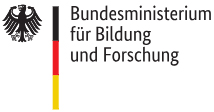 Bundesministerium
für Bildung
und Forschung